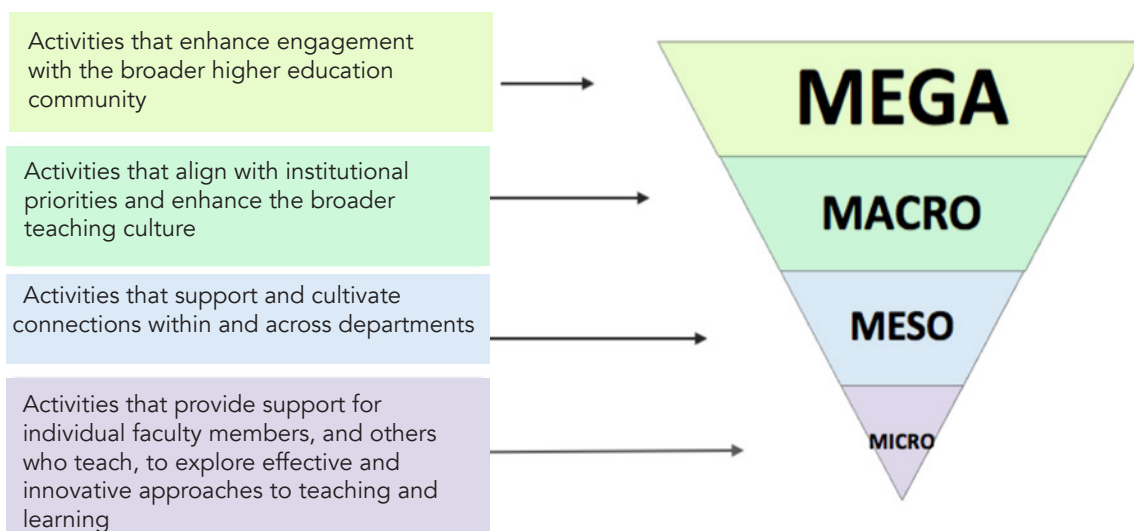 Activities that enhance engagement
with the broader higher education
community
MEGA
Activities that align with institutional
priorities and enhance the broader
teaching culture
MACRO
Activities that support and cultivate
connections within and across departments
MESO
Activities that provide support for
individual faculty members, and others
who teach, to explore effective and
innovative approaches to teaching and
learning
MICRO